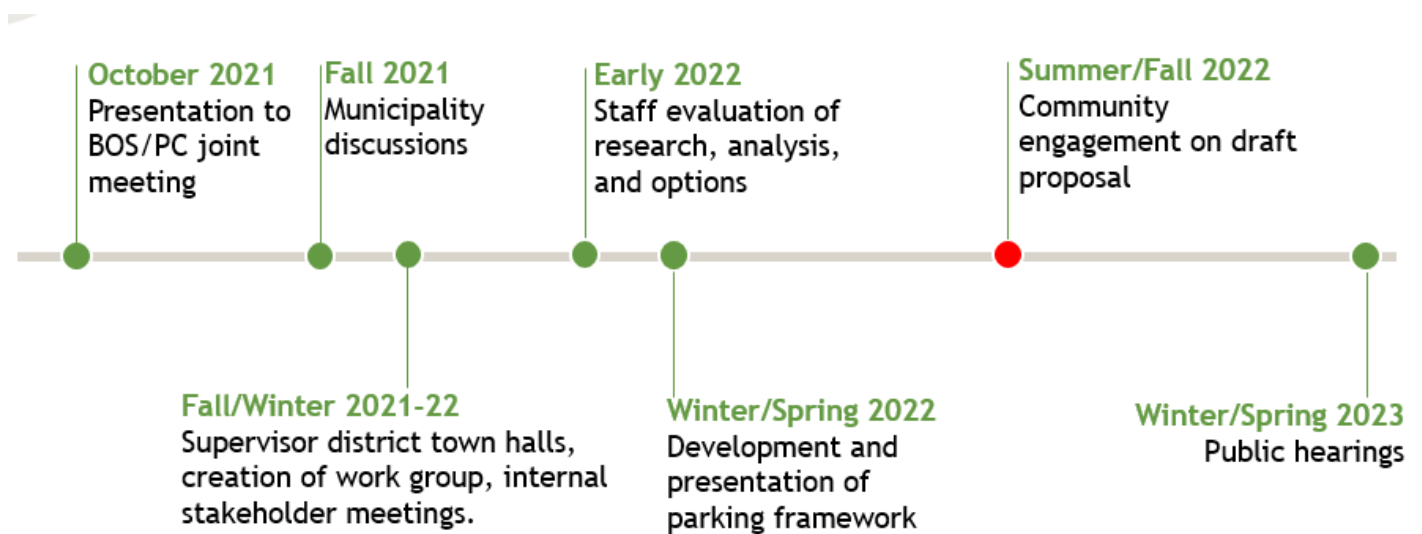 October 2021
Presentation to
BOS/PC joint
meeting
Fall 2021
Municipality
discussions
Early 2022
Staff evaluation of
research, analysis,
and options
Summer/Fall 2022
Community
engagement on draft
proposal
Fall/Winter 2021-22
Supervisor district town halls,
creation of work group, internal
stakeholder meetings.
Winter/Spring 2022
Development and
presentation of
parking framework
Winter/Spring 2023
Public hearings